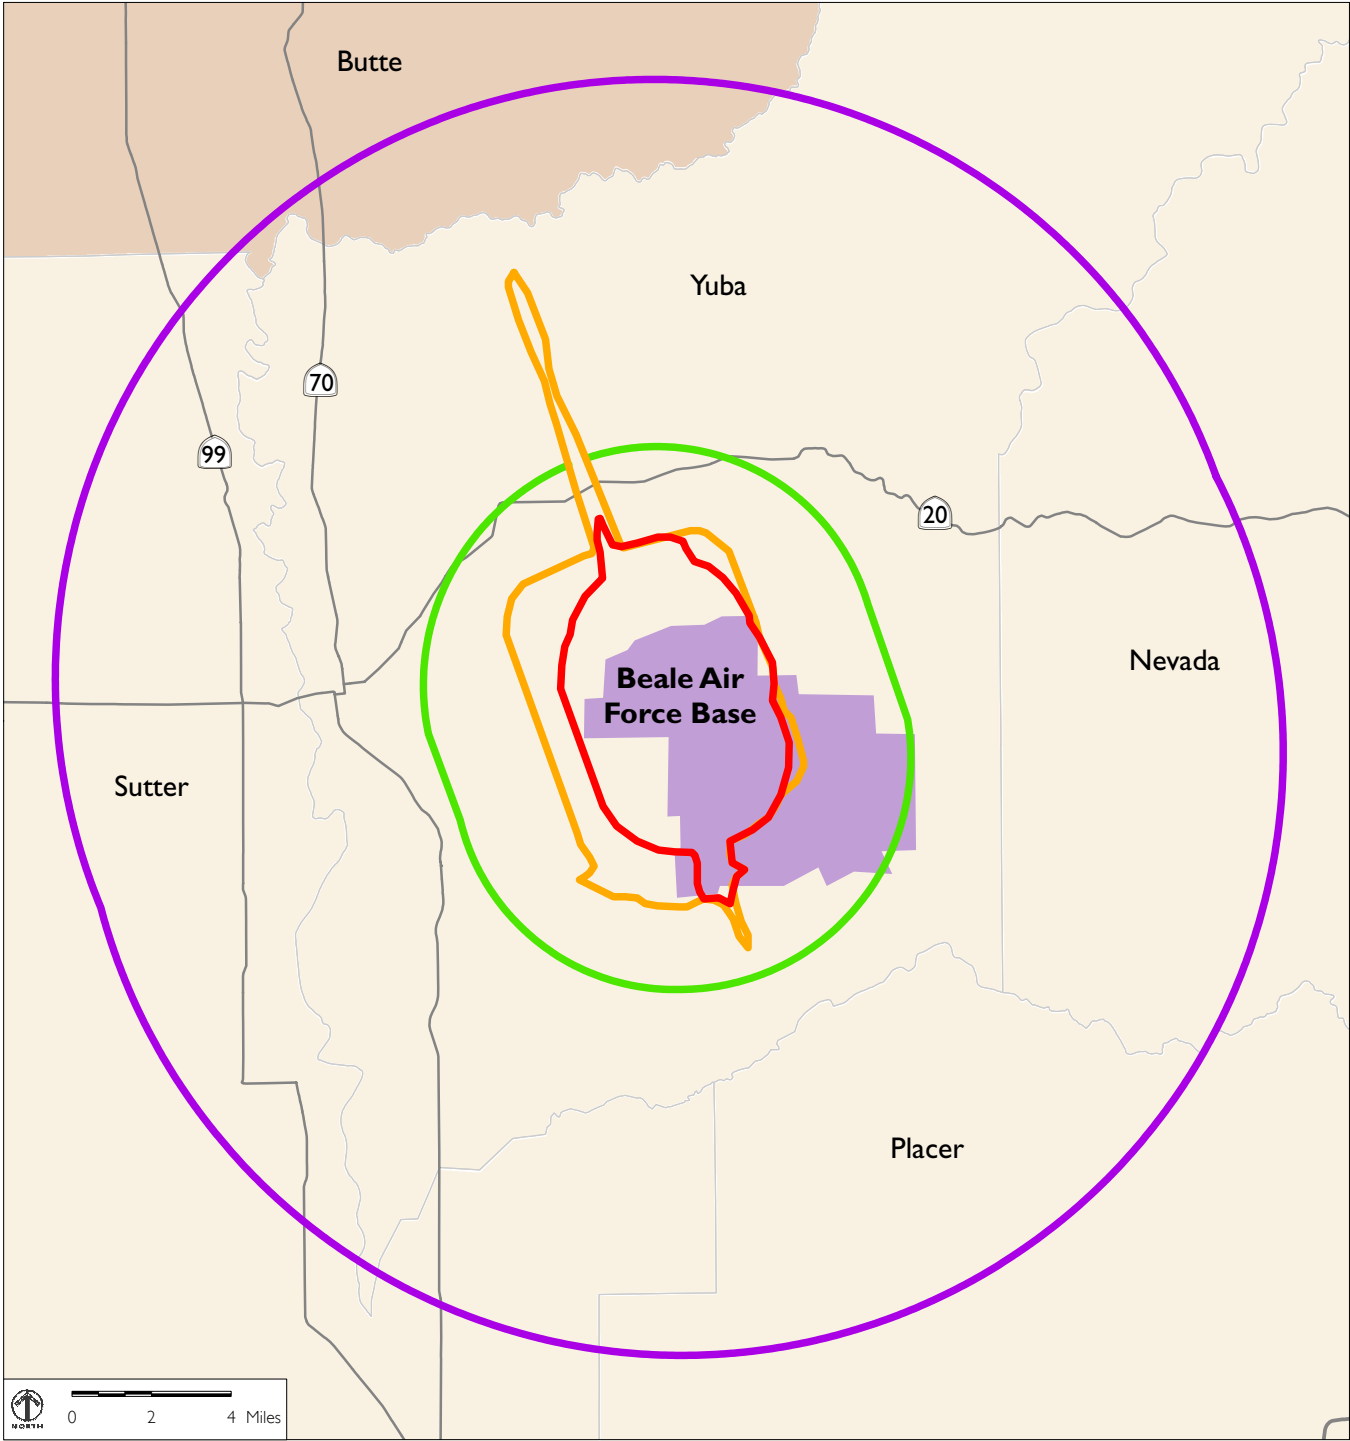 Butte
Yuba
70
99
20
Nevada
Beale Air
Force Base
Sutter
Placer
NORTH
0 2 4 Miles